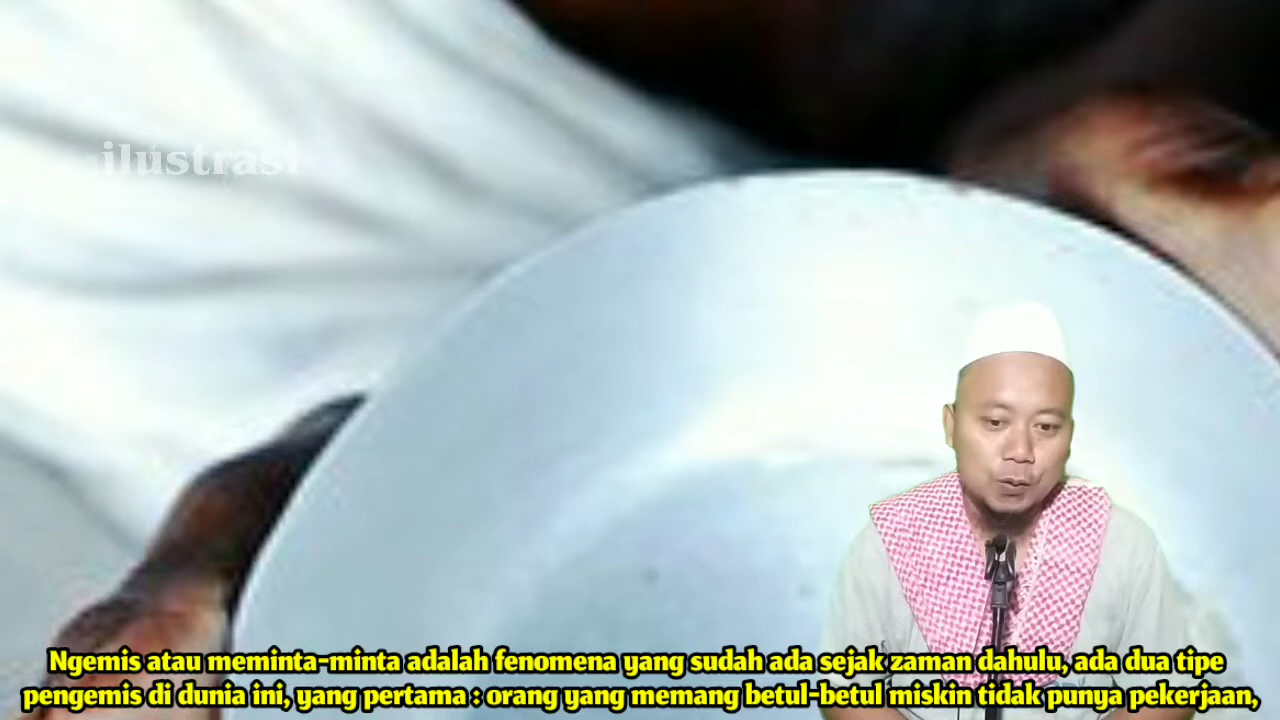 ilustrasi
Ngemis atau meminta-minta adalah fenomena yang sudah ada sejak zaman dahulu, ada dua tipe
pengemis di dunia ini, yang pertama : orang yang memang betul-betul miskin tidak punya pekerjaan,